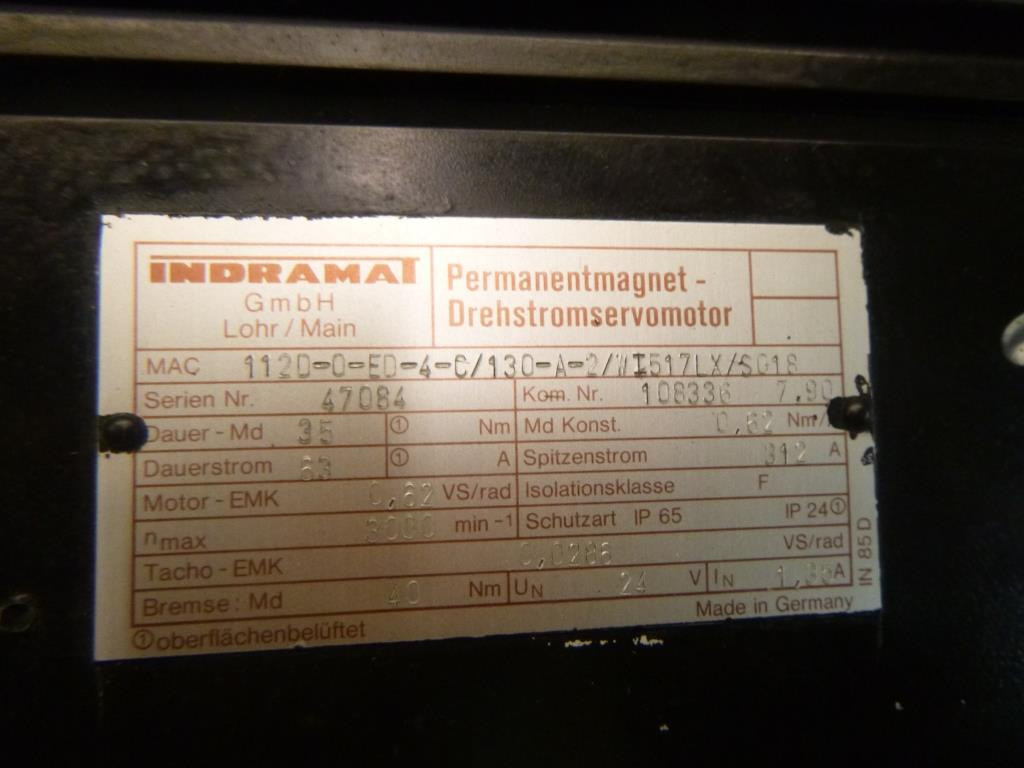 INDRAMAT
GmbH
Lohr / Main
Permanentmagnet -
Drehstromservomotor
MAC 112D-0-ED-4-C/130-A-2/WI517LX/S018
Serien Nr. 47084 Kom. Nr. 108336 7.90
Dauer - Md 35 ① Nm Md Konst. 0,62 Nm/
Dauerstrom 63 ① A Spitzenstrom 312 A
Motor - EMK 0,62 VS/rad Isolationsklasse F
nmax 3000 min -1 Schutzart IP 65 IP 24①
Tacho - EMK 0,0286 VS/rad
Bremse: Md 40 Nm UN 24 V IN A
①oberflächenbelüftet Made in Germany
IN 85 D